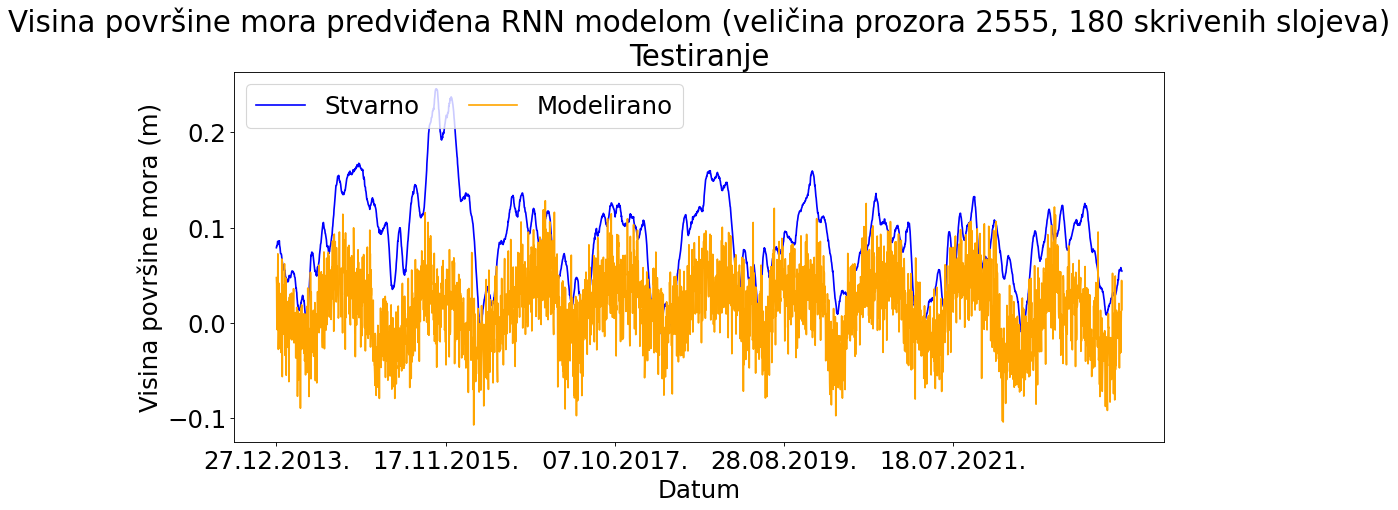 Visina površine mora predviđena RNN modelom (veličina prozora 2555, 180 skrivenih slojeva)
Testiranje
Stvarno Modelirano
Visina površine mora (m)
0.2
0.1
0.0
−0.1
27.12.2013. 17.11.2015. 07.10.2017. 28.08.2019. 18.07.2021.
Datum